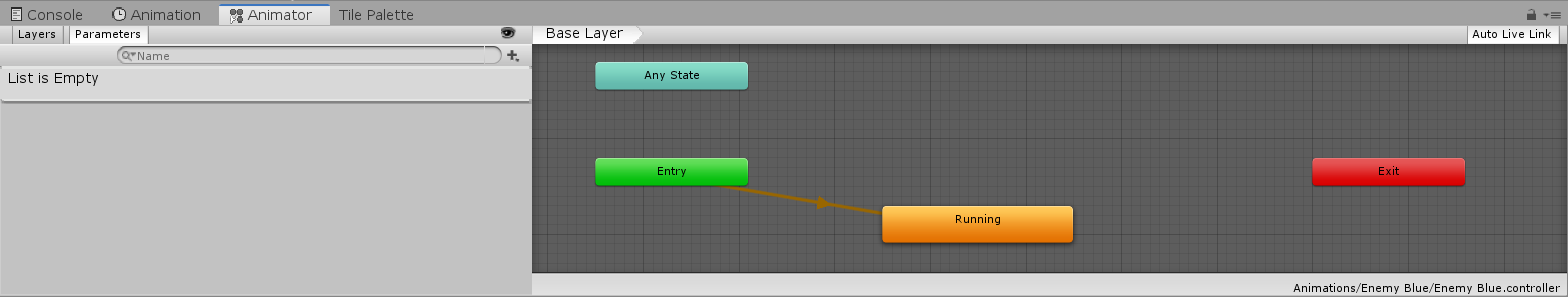 Console Animation Animator Tile Palette
Layers Parameters Base Layer Auto Live Link
Name
List is Empty
Any State
Entry Exit
Running
Animations/Enemy Blue/Enemy Blue.controller